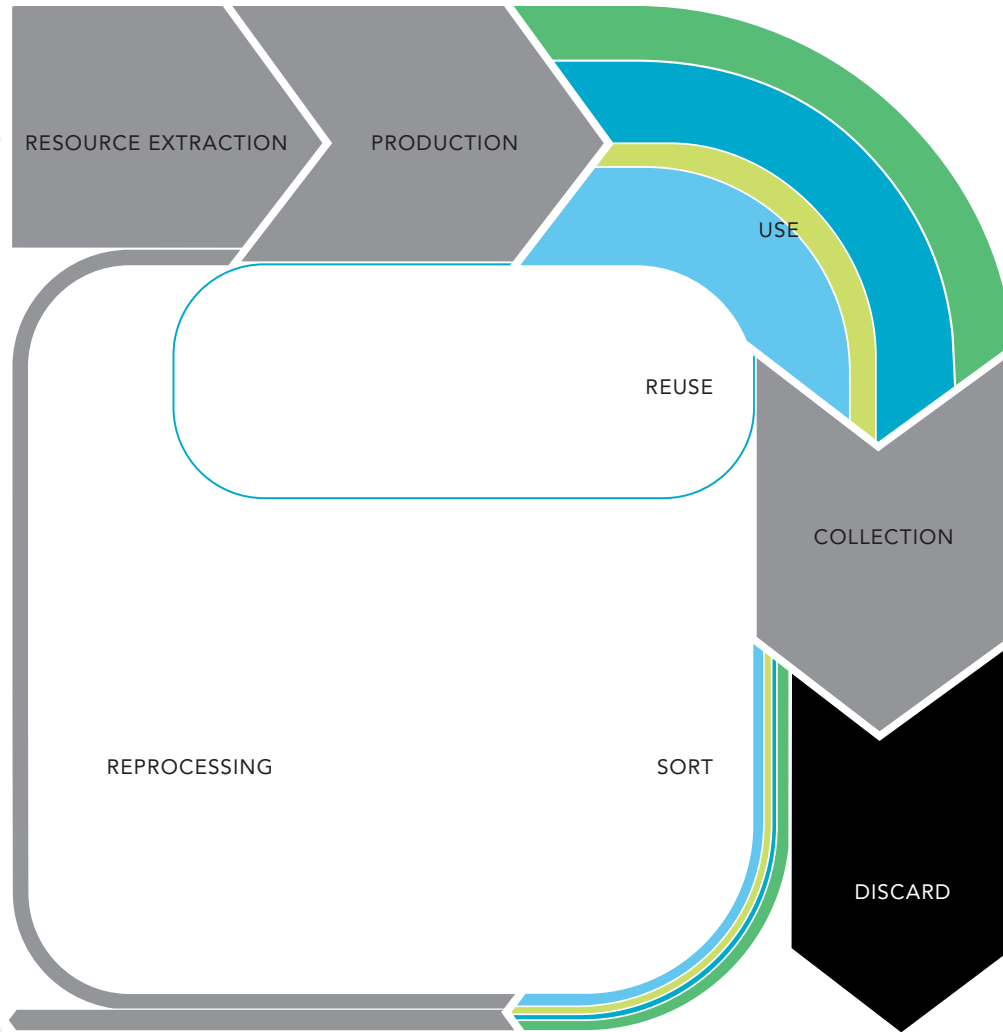 RESOURCE EXTRACTION
PRODUCTION
USE
REUSE
COLLECTION
REPROCESSING
SORT
DISCARD